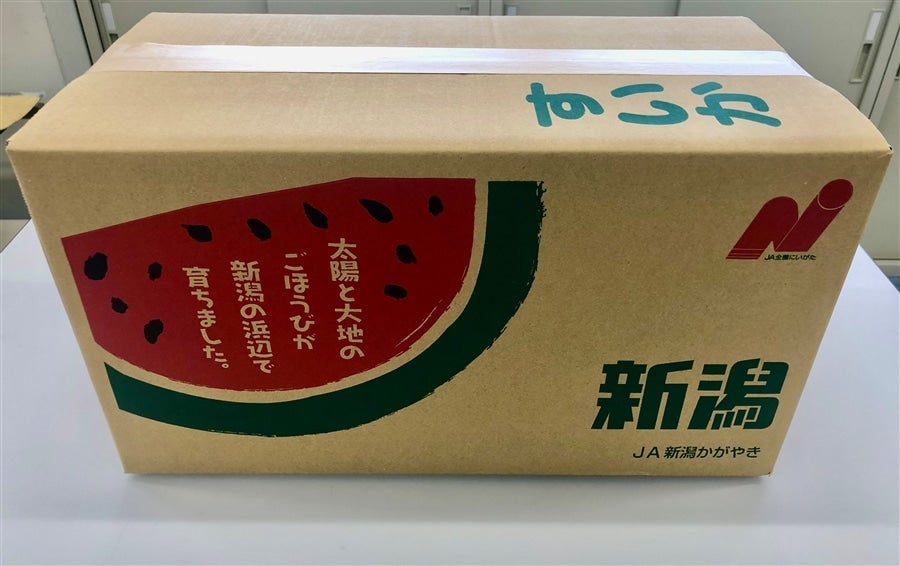 すいか
太陽と大地の
ごほうびが
新潟の浜辺で
育ちました。
JA全農にいがた
新潟
JA新潟かがやき